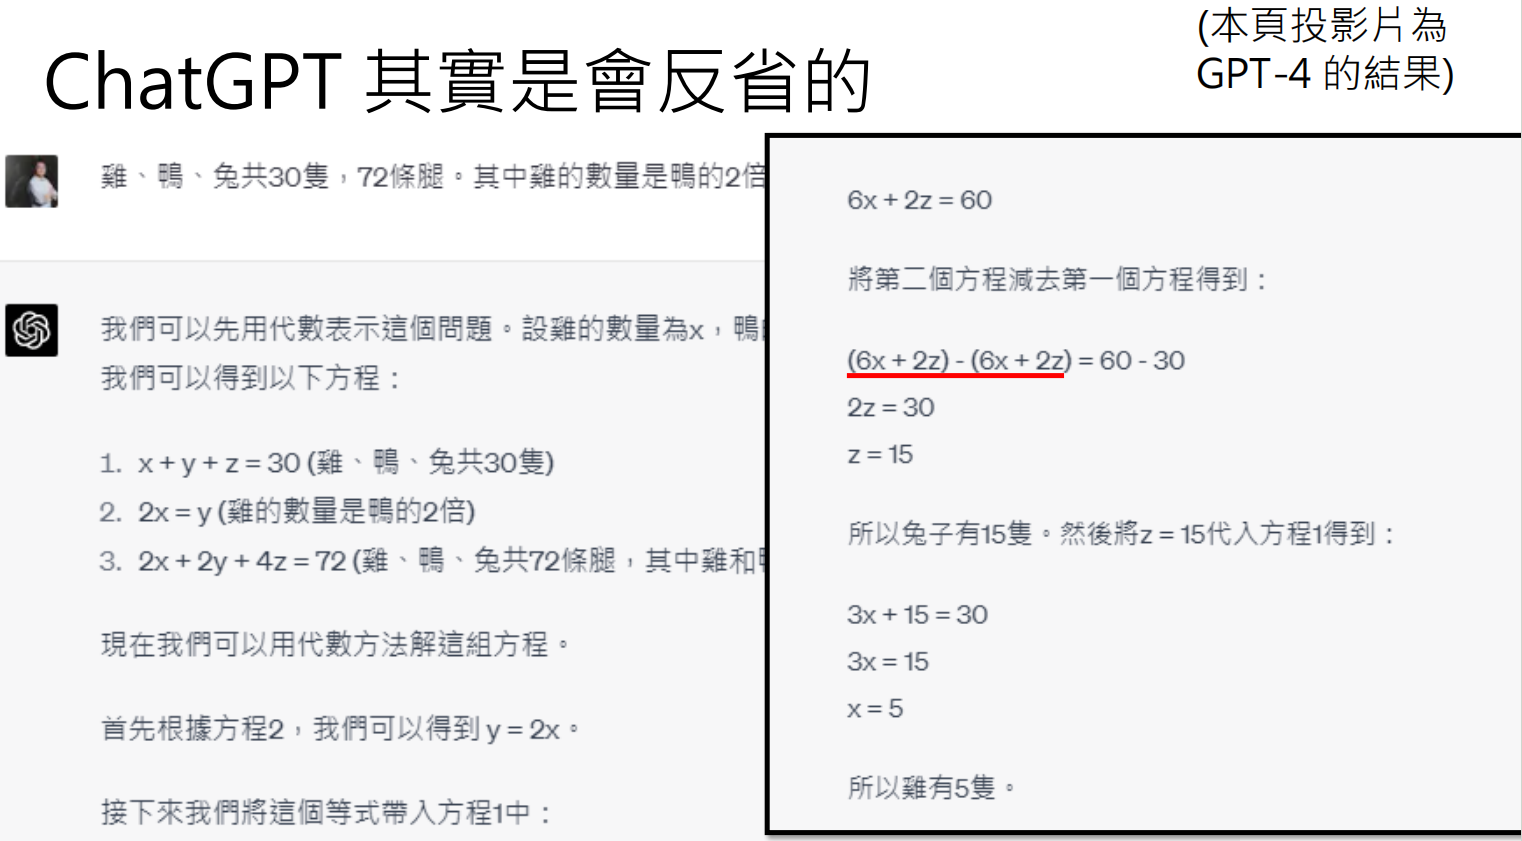 ChatGPT 其實是會反省的
(本頁投影片為
GPT-4 的結果)
雞、鴨、兔共30隻，72條腿。其中雞的數量是鴨的2倍
我們可以先用代數表示這個問題。設雞的數量為x，鴨
我們可以得到以下方程：
1. x + y + z = 30 (雞、鴨、兔共30隻)
2. 2x = y (雞的數量是鴨的2倍)
3. 2x + 2y + 4z = 72 (雞、鴨、兔共72條腿，其中雞和
現在我們可以用代數方法解這組方程。
首先根據方程2，我們可以得到 y = 2x。
接下來我們將這個等式帶入方程1中：
6x + 2z = 60
將第二個方程減去第一個方程得到：
(6x + 2z) - (6x + 2z) = 60 - 30
2z = 30
z = 15
所以兔子有15隻。然後將z = 15代入方程1得到：
3x + 15 = 30
3x = 15
x = 5
所以雞有5隻。